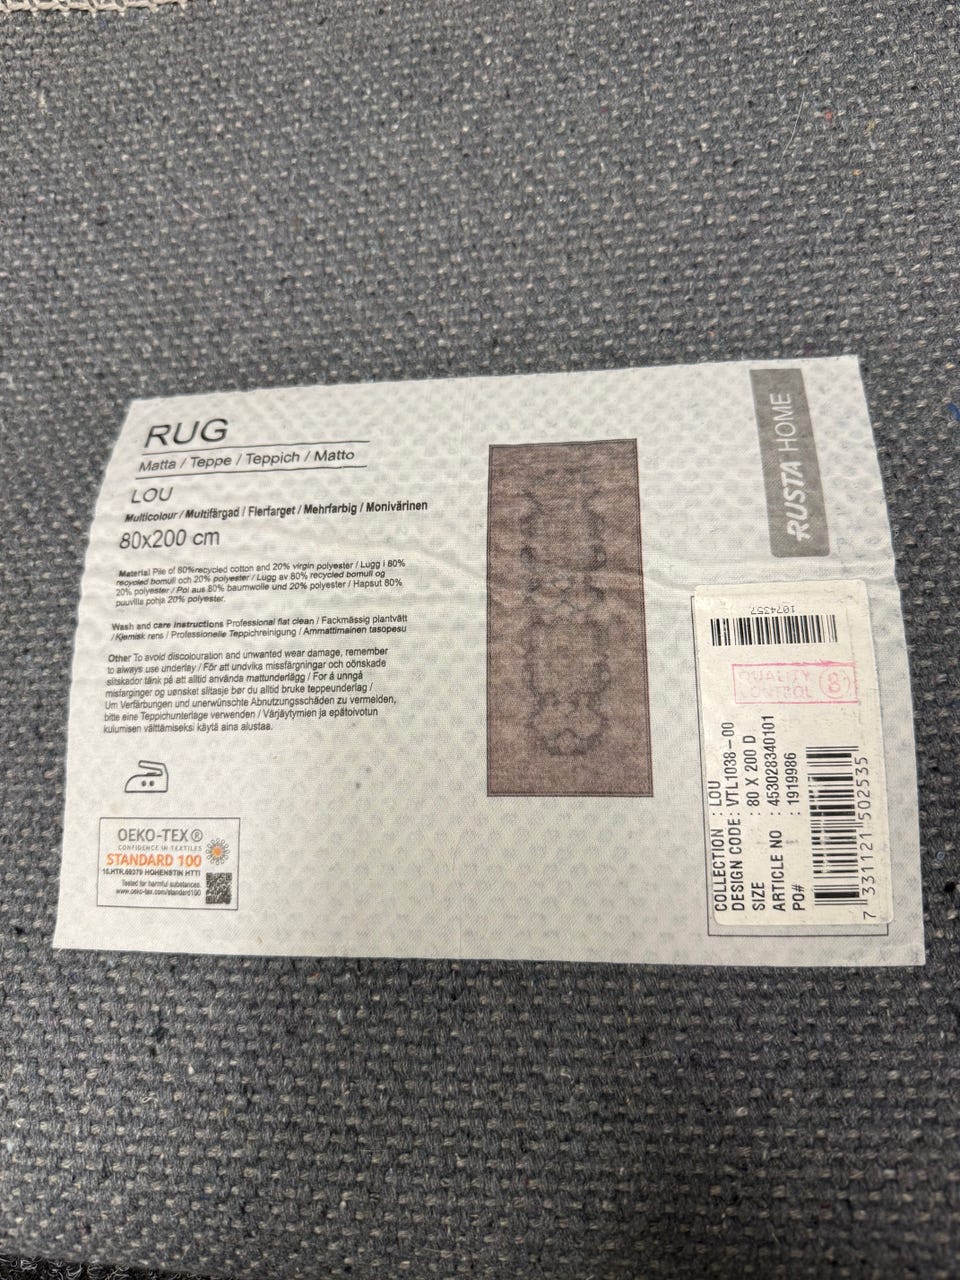 RUG
Matta / Teppe / Teppich / Matto
LOU
Multicolour / Multifärgad / Flerfarget / Mehrfarbig / Monivärinen
80x200 cm
Material Pile of 80%recycled cotton and 20% virgin polyester / Lugg i 80%
recycled bomull och 20% polyester / Lugg av 80% recycled bomull og
20% polyester / Pol aus 80% baumwolle und 20% polyester / Hapsut 80%
puuvilla pohja 20% polyester.
Wash and care instructions Professional flat clean / Fackmässig plantvätt
/Kjemisk rens / Professionelle Teppichreinigung / Ammattimainen tasopesu
Other To avoid discolouration and unwanted wear damage, remember
to always use underlay / För att undvika missfärgningar och oönskade
slitskador tänk på att alltid använda mattunderlägg / For å unngå
misfarginger og uønsket slitasje bør du alltid bruke teppeunderlag /
Um Verfärbungen und unerwünschte Abnutzungsschäden zu vermelden,
bitte eine Teppichunterlage verwenden / Värjäytymien ja epätoivotun
kulumisen välttämiseksi käytä aina alustaa.
OEKO-TEX®
CONFIDENCE IN TEXTILES
STANDARD 100
15.HTR.69379 HOHENSTIN HTTI
Tested for harmful substances.
www.oeko-tex.com/standard100
RUSTA HOME
1074357
QUALITY
CONTROL 8
COLLECTION : LOU
DESIGN CODE: VTL1038-00
SIZE : 80 X 200 D
ARTICLE NO : 453028340101
PO# : 1919986
7 331121 502535